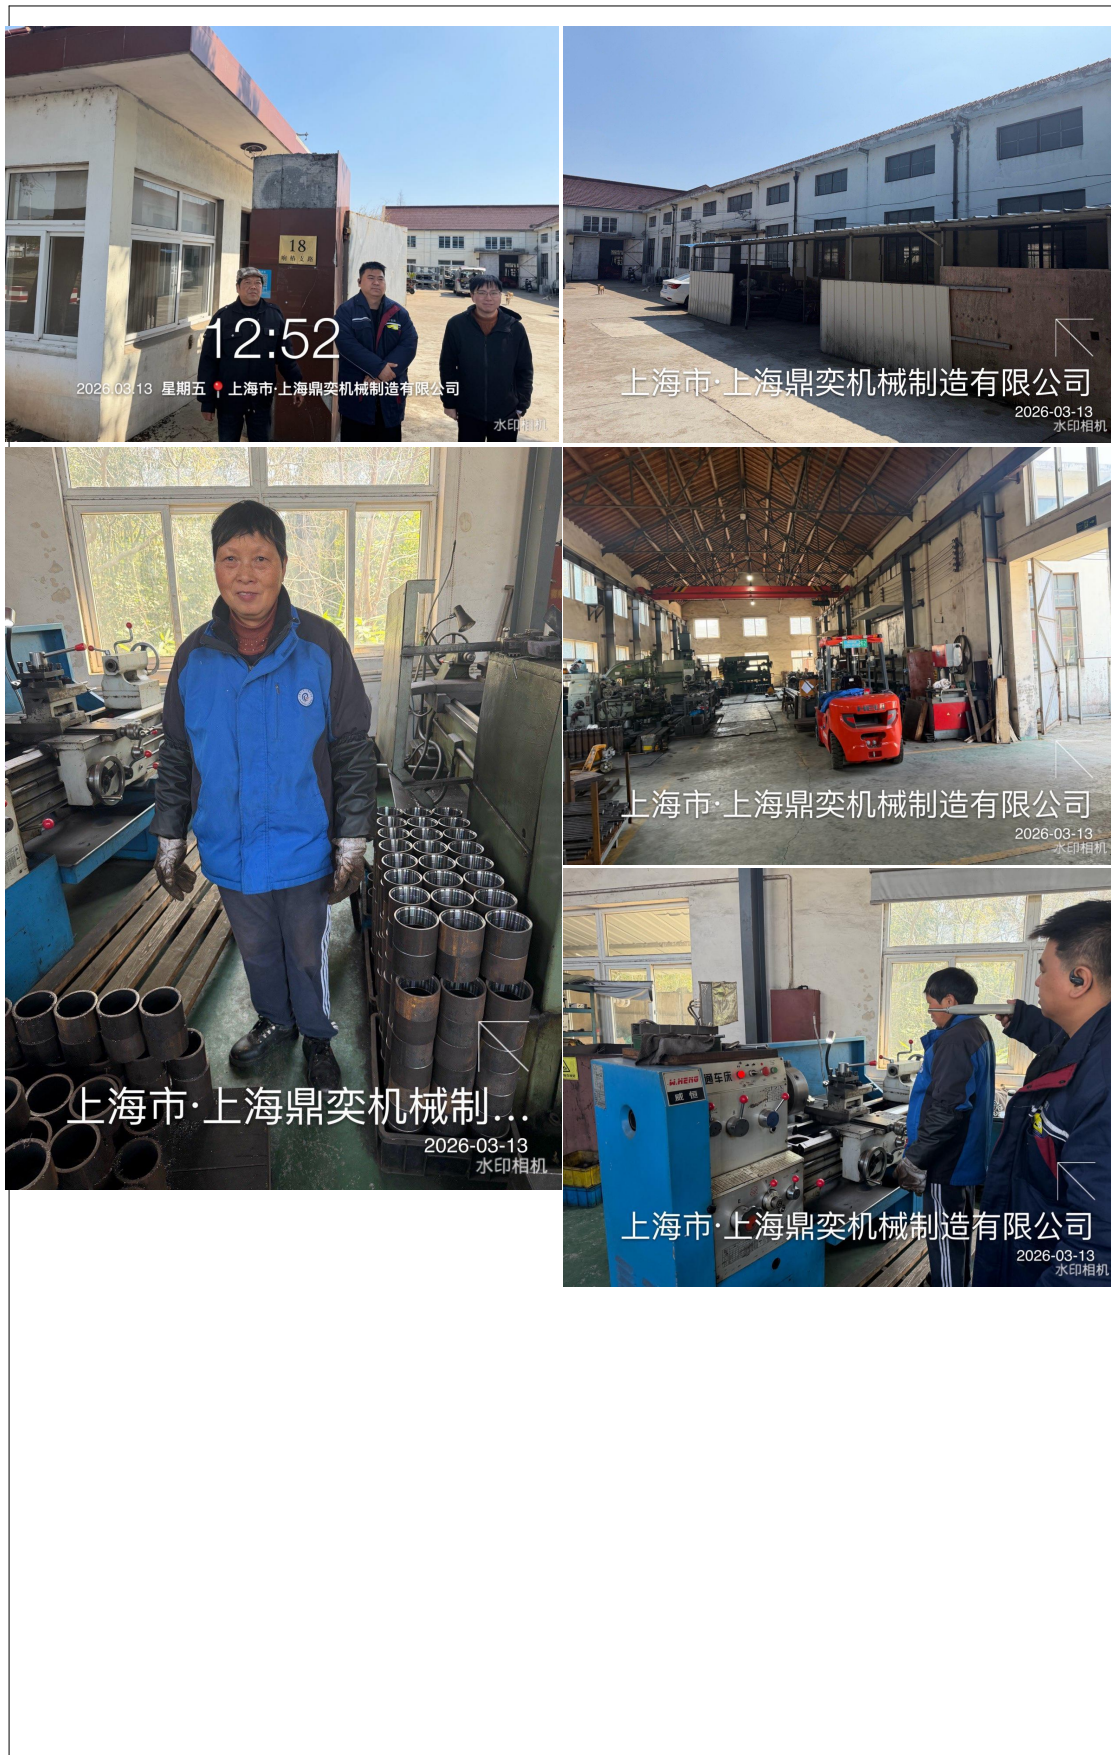 18
12:52
2026.03.13 星期五 上海市·上海鼎奕机械制造有限公司
水印相机
上海市·上海鼎奕机械制造有限公司
2026-03-13
水印相机
上海市·上海鼎奕机械制...
2026-03-13
水印相机
上海市·上海鼎奕机械制造有限公司
2026-03-13
水印相机
W.HENG
威恒
通车床
上海市·上海鼎奕机械制造有限公司
2026-03-13
水印相机